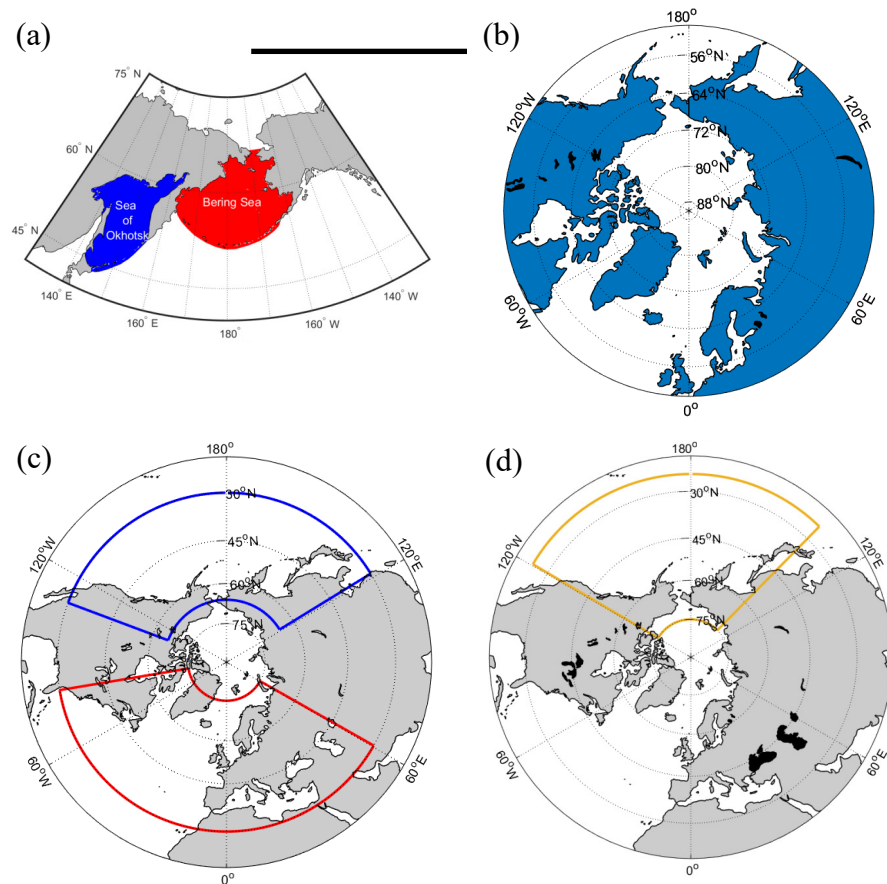 (a)
75° N
60° N
45° N
140° E
160° E
180°
160° W
140° W
Sea
of
Okhotsk
Bering Sea
(b)
180°
56°N
64°N
72°N
80°N
88°N
120°W
120°E
60°W
60°E
0°
(c)
180°
30°N
45°N
60°N
75°N
120°W
120°E
60°W
60°E
0°
(d)
180°
30°N
45°N
60°N
75°N
120°W
120°E
60°W
60°E
0°